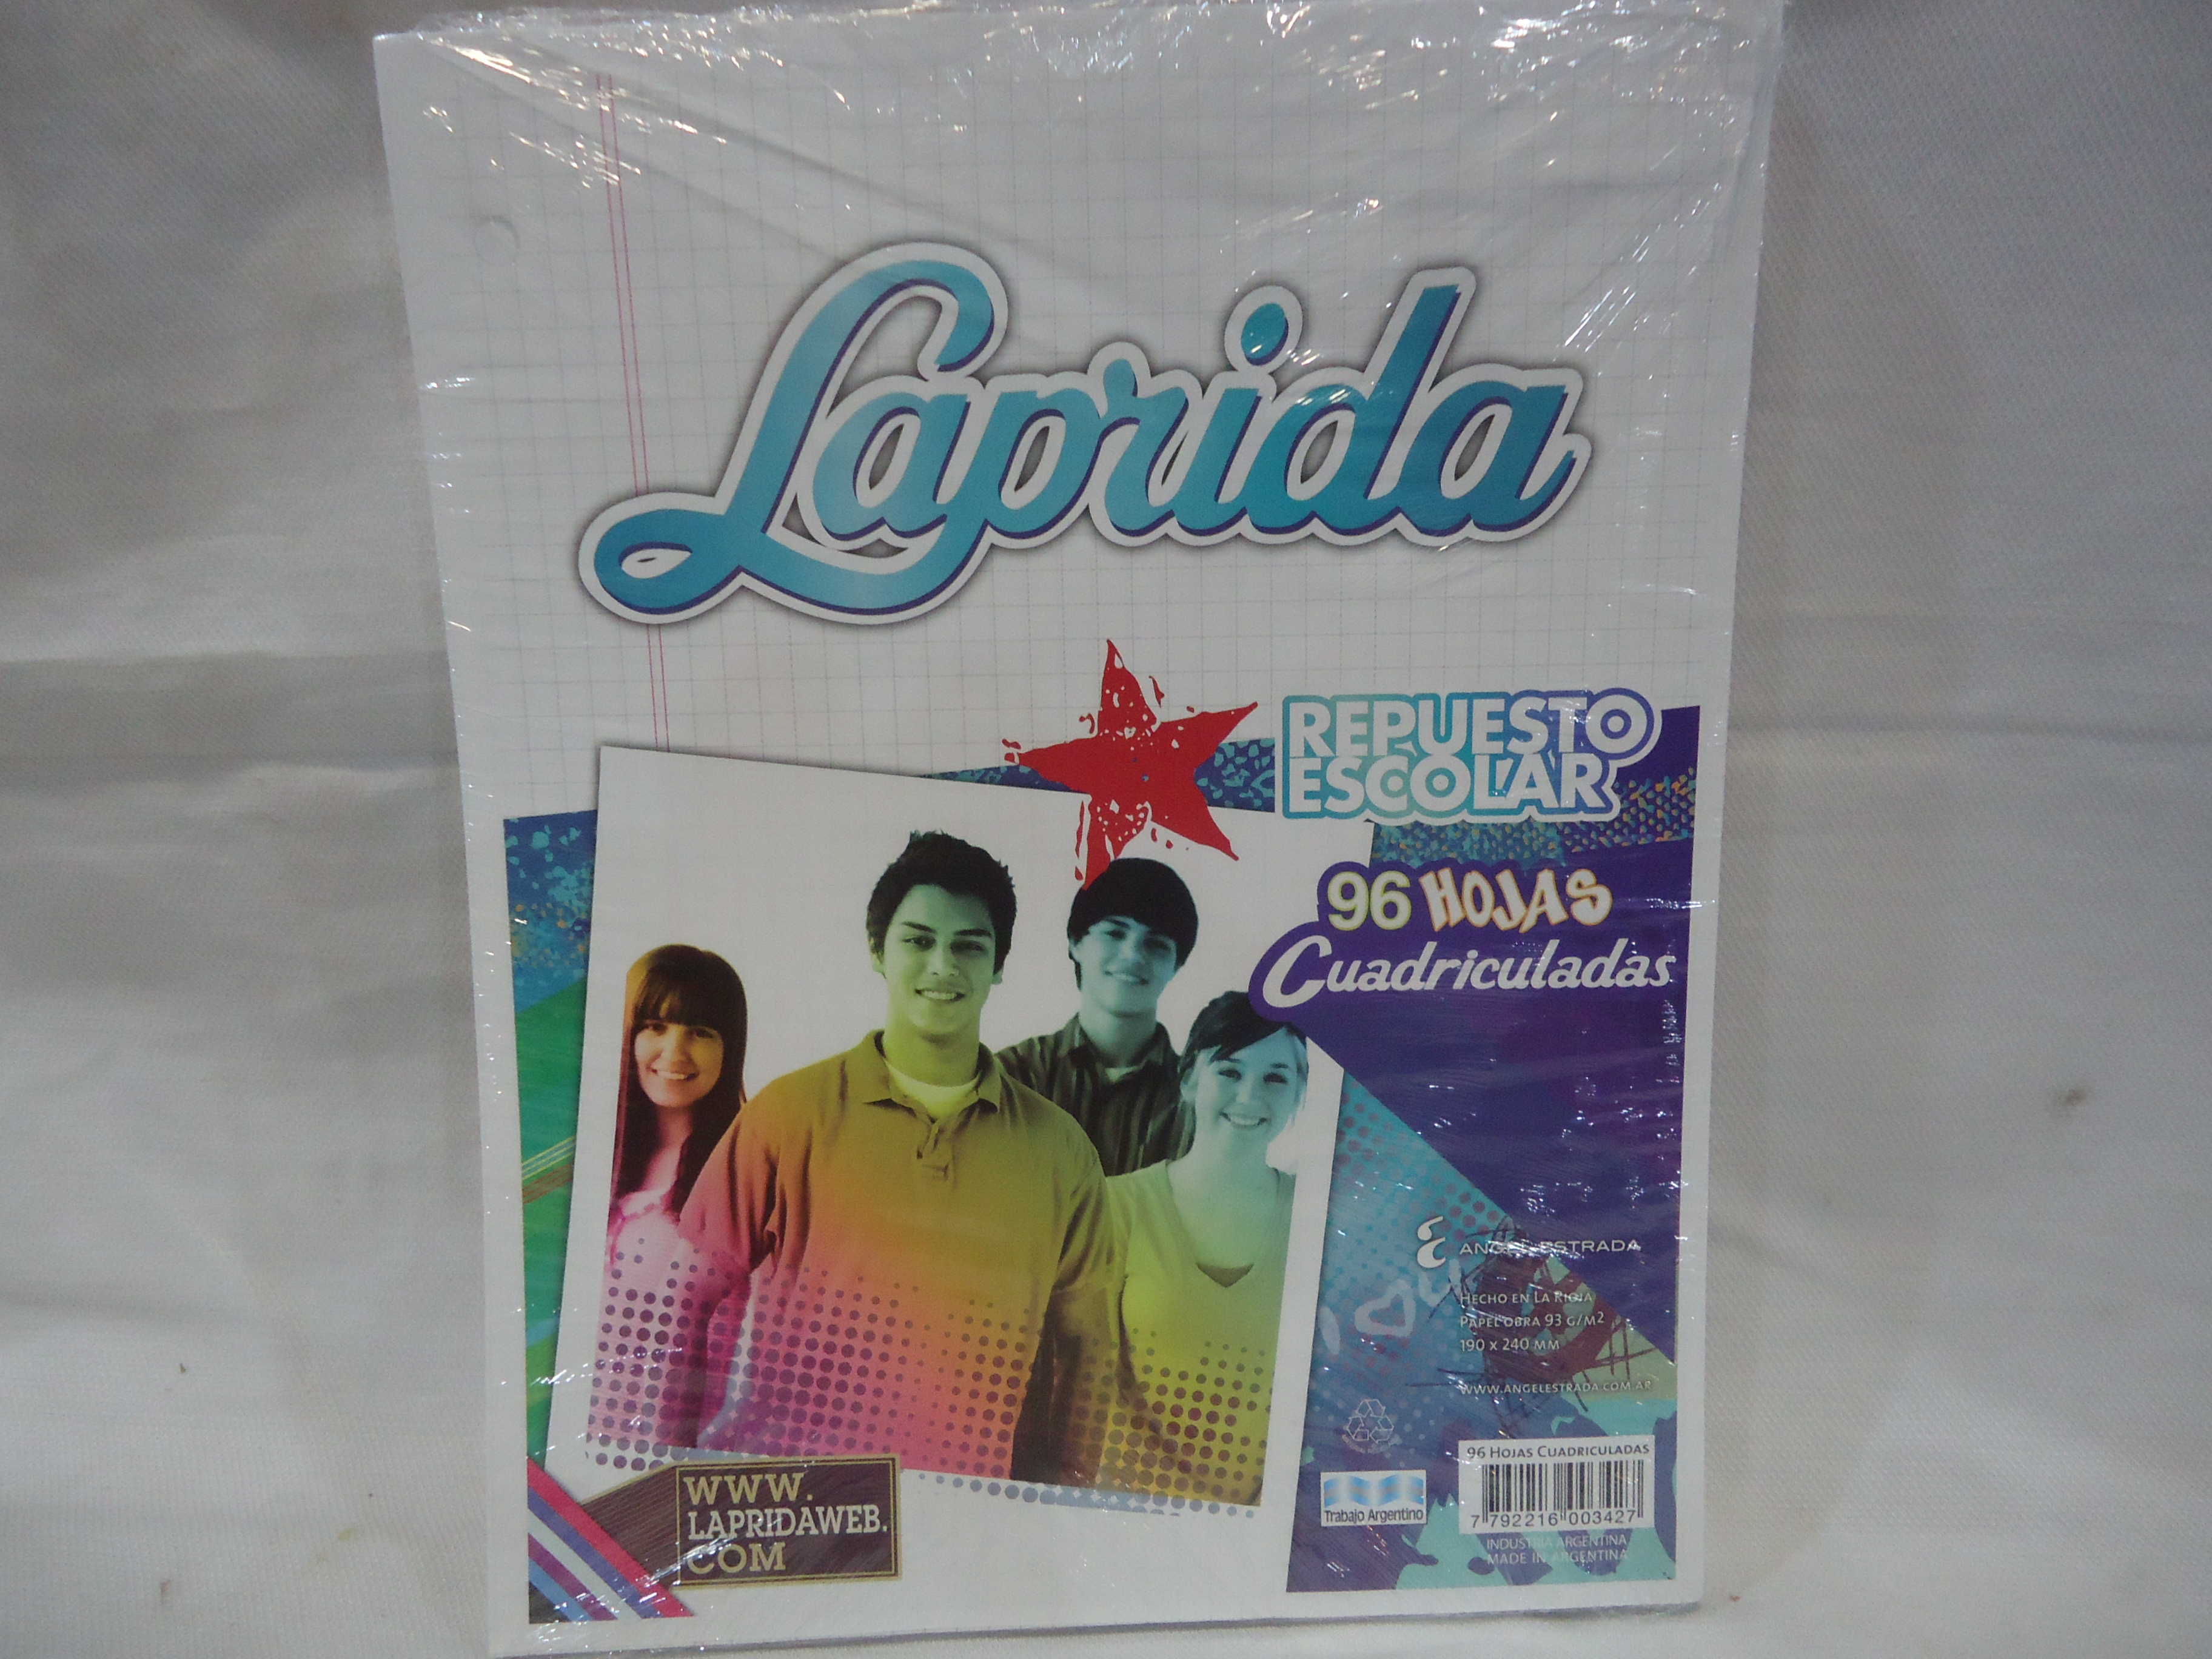 Laprida
REPUESTO
ESCOLAR
96 HOJAS
Cuadriculadas
ANGEL ESTRADA
HECHO EN LA RIOJA
PAPEL OBRA 93 G/M2
190 X 240 MM
WWW.ANGELESTRADA.COM.AR
96 HOJAS CUADRICULADAS
7 792216 003427
INDUSTRIA ARGENTINA
MADE IN ARGENTINA
Trabajo Argentino
WWW.
LAPRIDAWEB.
COM